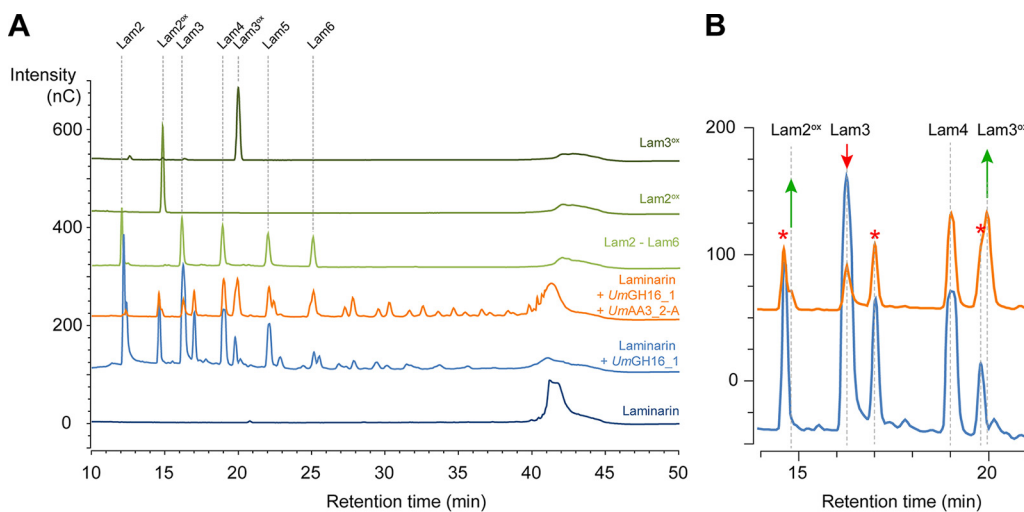 A
Lam2
Lam2ox
Lam3
Lam4
Lam3ox
Lam5
Lam6
Intensity
(nC)
600
400
200
0
Lam3ox
Lam2ox
Lam2 - Lam6
Laminarin
+ UmGH16_1
+ UmAA3_2-A
Laminarin
+ UmGH16_1
Laminarin
10 15 20 25 30 35 40 45 50
Retention time (min)
B
200
100
0
Lam2ox Lam3 Lam4 Lam3ox
* * *
15 20
Retention time (min)